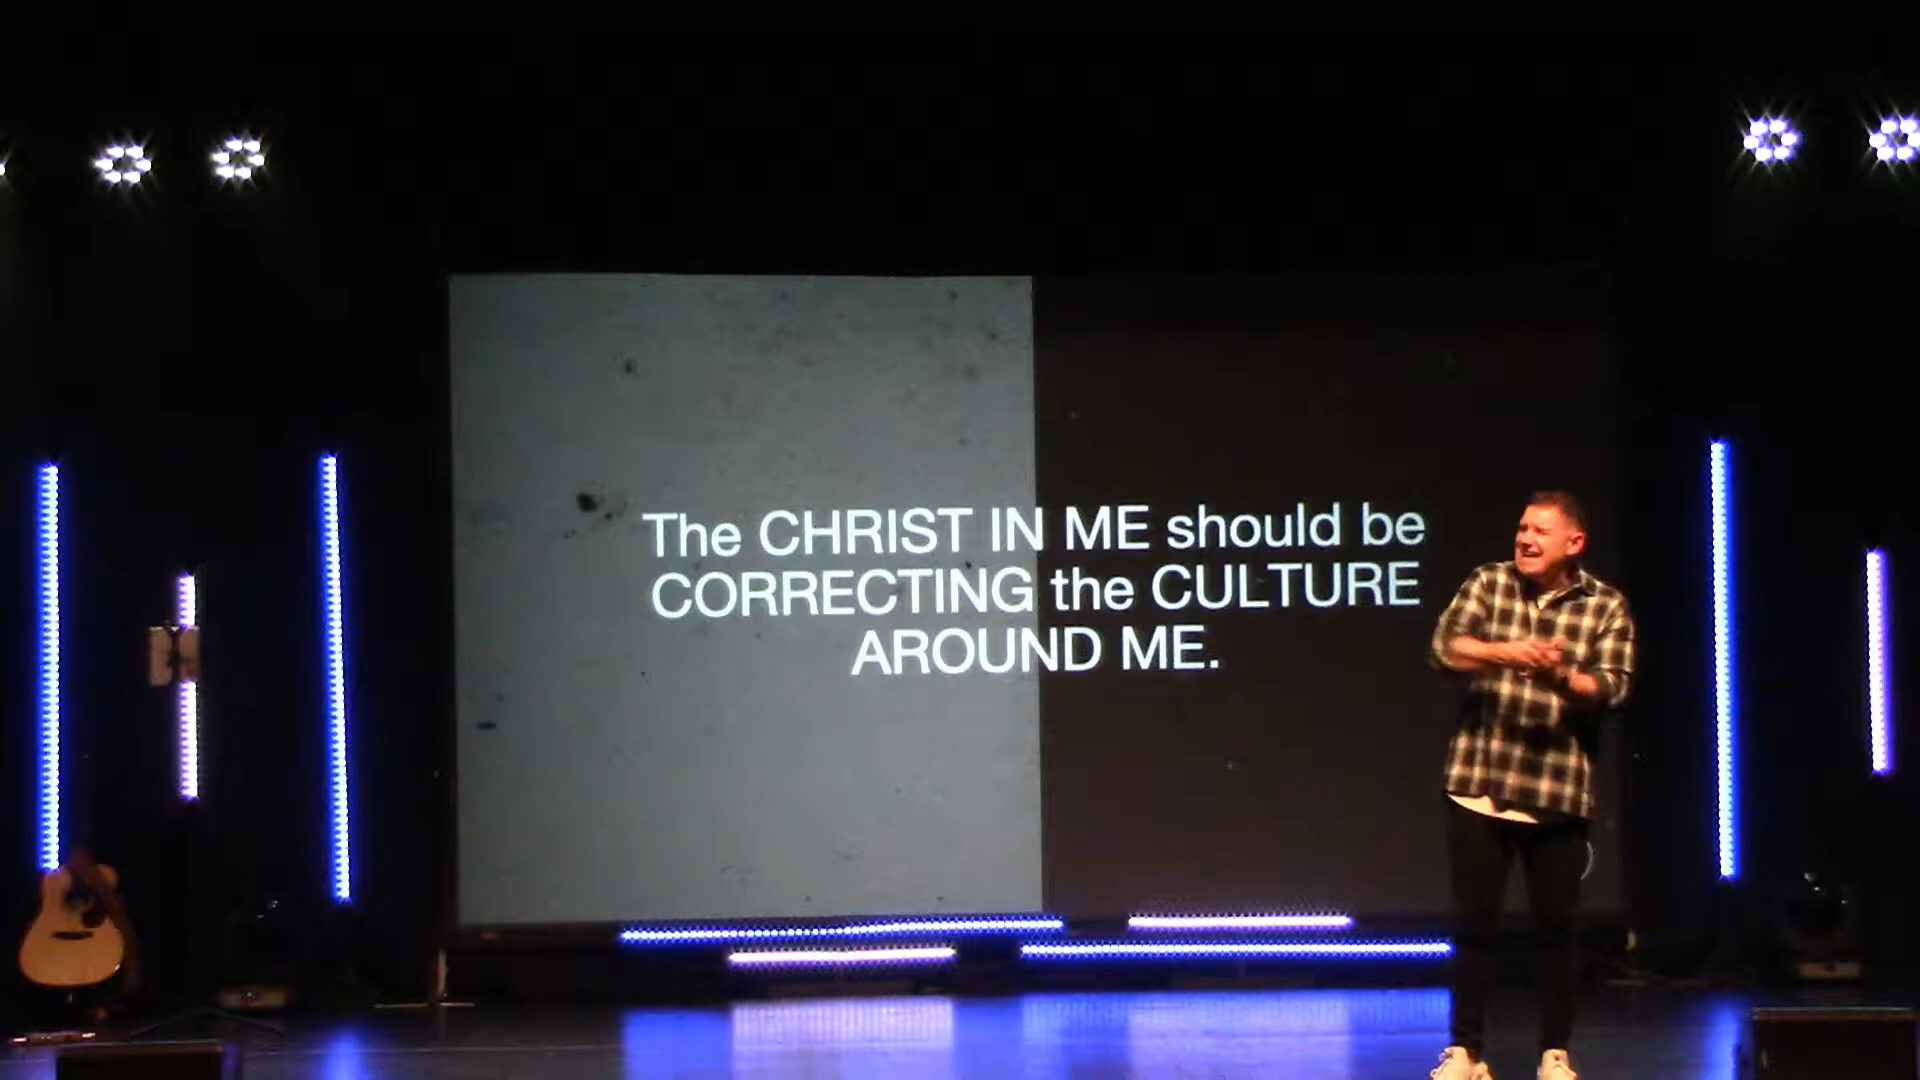 The CHRIST IN ME should be
CORRECTING the CULTURE
AROUND ME.